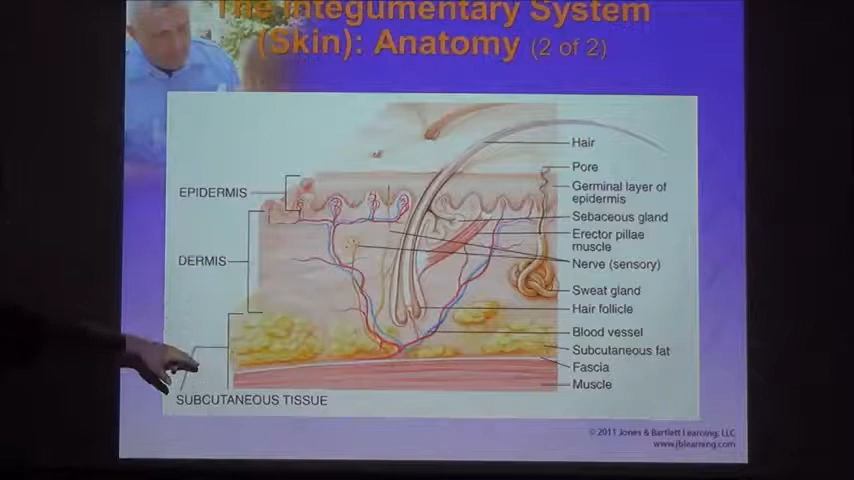 The Integumentary System
(Skin): Anatomy (2 of 2)
Hair
Pore
EPIDERMIS
Germinal layer of
epidermis
Sebaceous gland
Erector pillae
muscle
DERMIS
Nerve (sensory)
Sweat gland
Hair follicle
Blood vessel
Subcutaneous fat
Fascia
Muscle
SUBCUTANEOUS TISSUE
© 2011 Jones & Bartlett Learning, LLC
www.jblearning.com